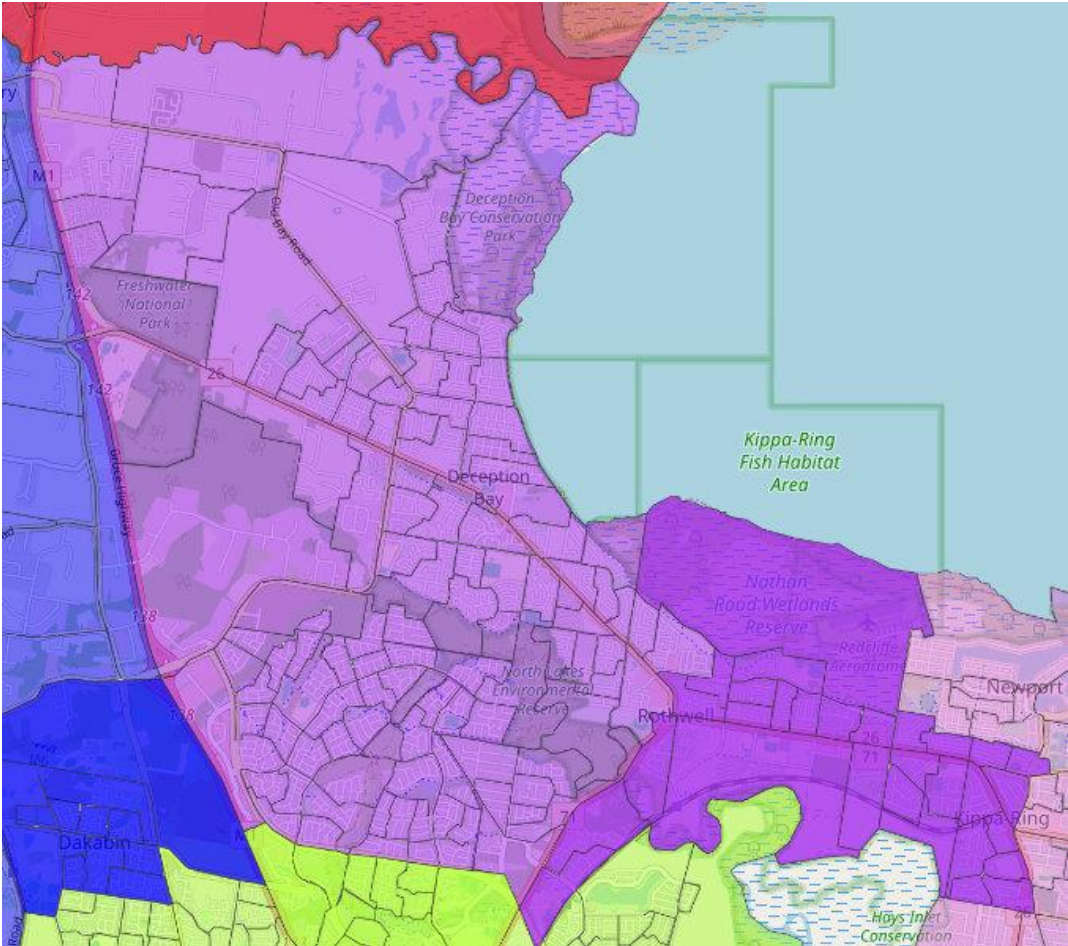 ry
M1
Deception
Bay Conservation
Park
Old Bay Road
142
Freshwater
National
Park
26
142
Kippa-Ring
Fish Habitat
Area
Bruce Highway
Deception
Bay
138
Nathan
Road Wetlands
Reserve
Redcliffe
Aerodrome
North Lakes
Environmental
Reserve
Newport
138
Rothwell
26
71
71
Kippa-Ring
Dakabin
M
Hays Inlet
Conservation